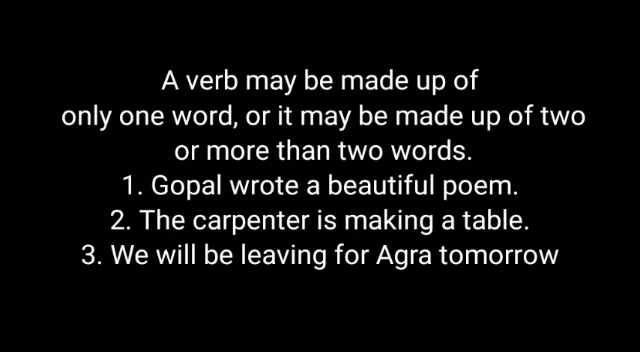 A verb may be made up of
only one word, or it may be made up of two
or more than two words.
1. Gopal wrote a beautiful poem.
2. The carpenter is making a table.
3. We will be leaving for Agra tomorrow